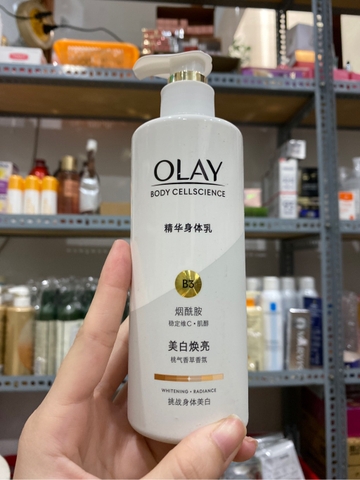 OLAY
BODY CELLSCIENCE
精华身体乳
B3
烟酰胺
稳定维C·肌醇
美白焕亮
桃气香草香氛
WHITENING • RADIANCE
挑战身体美白